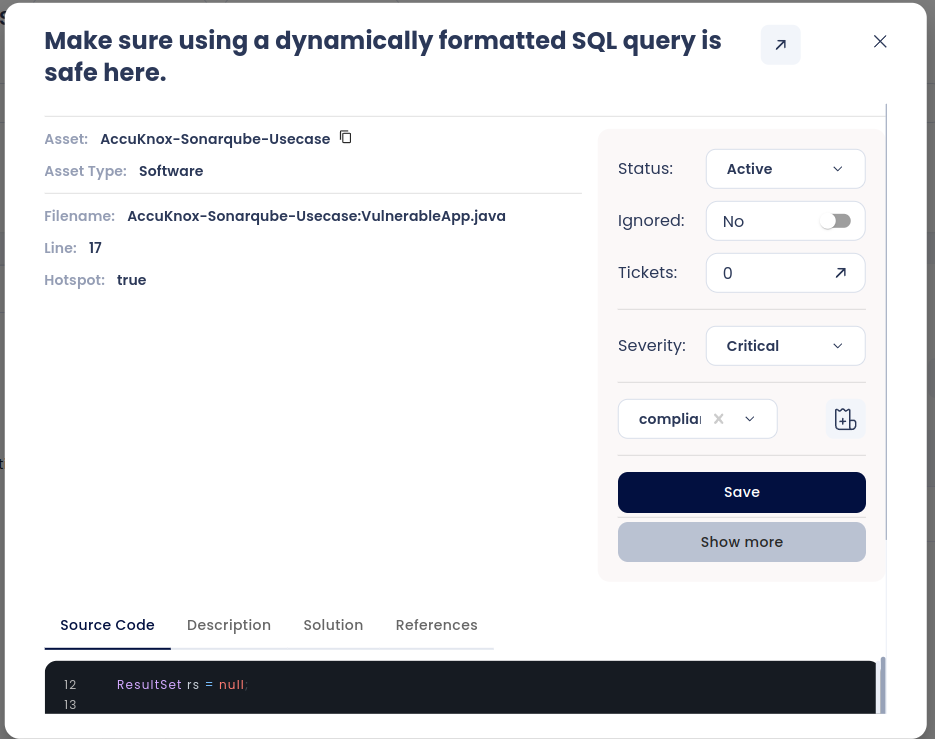 Make sure using a dynamically formatted SQL query is
safe here.
Asset: AccuKnox-Sonarqube-Usecase
Asset Type: Software
Filename: AccuKnox-Sonarqube-Usecase:VulnerableApp.java
Line: 17
Hotspot: true
Status: Active
Ignored: No
Tickets: 0
Severity: Critical
complia
Save
Show more
Source Code Description Solution References
12 ResultSet rs = null;
13